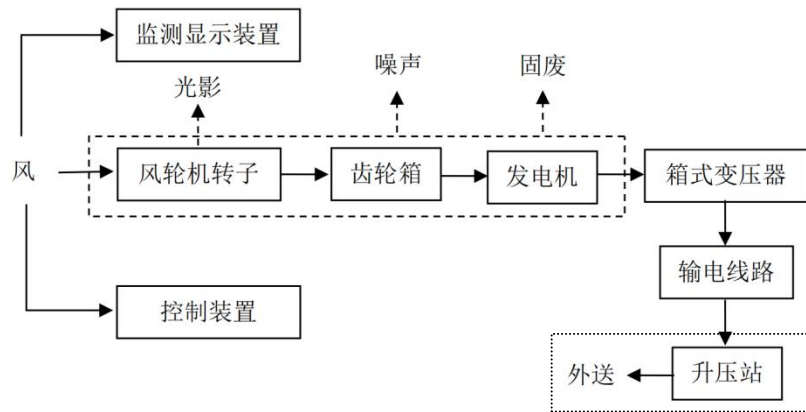 监测显示装置
光影
噪声
固废
风
风轮机转子
齿轮箱
发电机
箱式变压器
输电线路
控制装置
外送
升压站